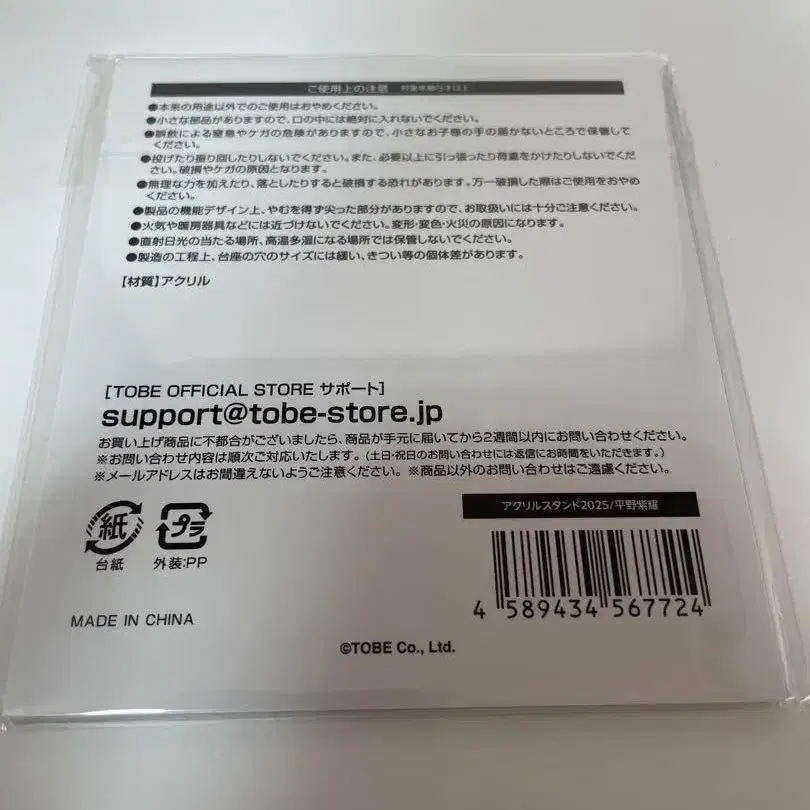 ご使用上の注意 対象年齢15才以上
●本来の用途以外でのご使用はおやめください。
●小さな部品がありますので、口の中には絶対に入れないでください。
●誤飲による窒息やケガの危険がありますので、小さなお子様の手の届かないところで保管して
ください。
●投げたり振り回したりしないでください。また、必要以上に引っ張ったり荷重をかけたりしないでくだ
さい。破損やケガの原因となります。
●無理な力を加えたり、落としたりすると破損する恐れがあります。万一破損した際はご使用をおやめ
ください。
●製品の機能デザイン上、やむを得ず尖った部分がありますので、お取扱いには十分ご注意ください。
●火気や暖房器具などには近づけないでください。変形・変色・火災の原因になります。
●直射日光の当たる場所、高温多湿になる場所では保管しないでください。
●製造の工程上、台座の穴のサイズには緩い、きつい等の個体差があります。
【材質】アクリル
[TOBE OFFICIAL STORE サポート]
support@tobe-store.jp
お買い上げ商品に不都合がございましたら、商品が手元に届いてから2週間以内にお問い合わせください。
※お問い合わせ内容は順次ご対応いたします。(土日・祝日のお問い合わせには返信にお時間をいただきます。)
※メールアドレスはお間違えないようご注意ください。※商品以外のお問い合わせはご遠慮ください。
アクリルスタンド2025/平野紫耀
紙 プラ
台紙 外装:PP
4 589434 567724
MADE IN CHINA
©TOBE Co., Ltd.